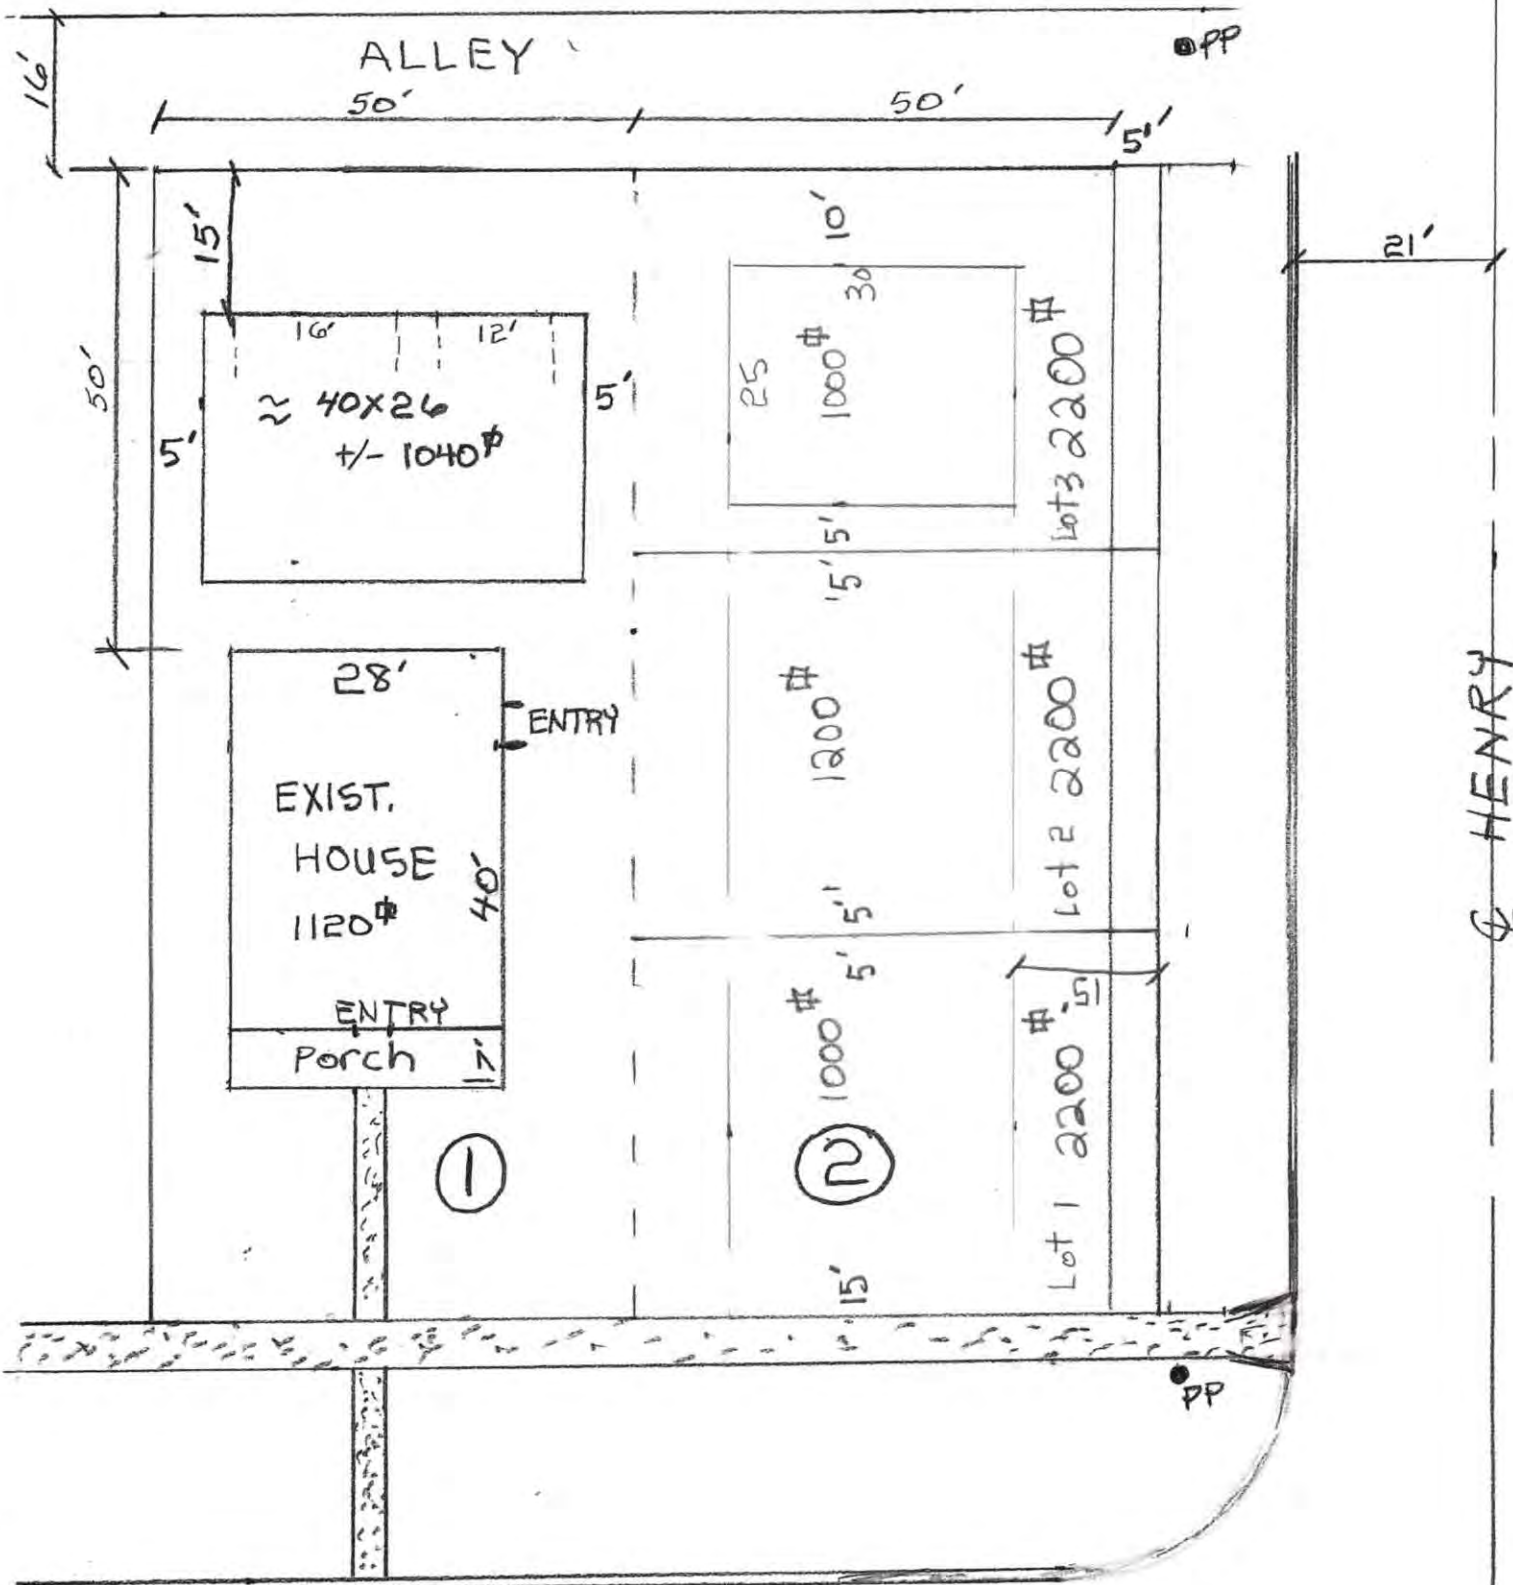 16'
ALLEY
PP
50'
50'
5'
15'
50'
21'
10'
30
16'
12'
≈ 40X26
+/- 1040⌗
5'
5'
25
1000⌗
Lot 3 2200⌗
5'
5'
28'
ENTRY
EXIST.
HOUSE
1120⌗
40'
1200⌗
Lot 2 2200⌗
5'
5'
ENTRY
Porch
7'
1000⌗
15'
Lot 1 2200⌗
1
2
15'
PP
℄ HENRY